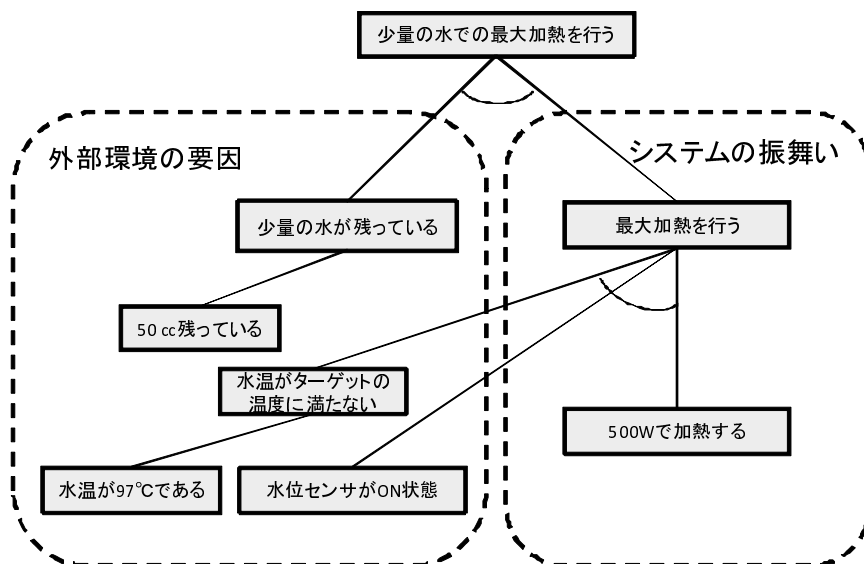 少量の水での最大加熱を行う
外部環境の要因
システムの振舞い
少量の水が残っている
最大加熱を行う
50 cc残っている
水温がターゲットの
温度に満たない
500Wで加熱する
水温が97℃である
水位センサがON状態